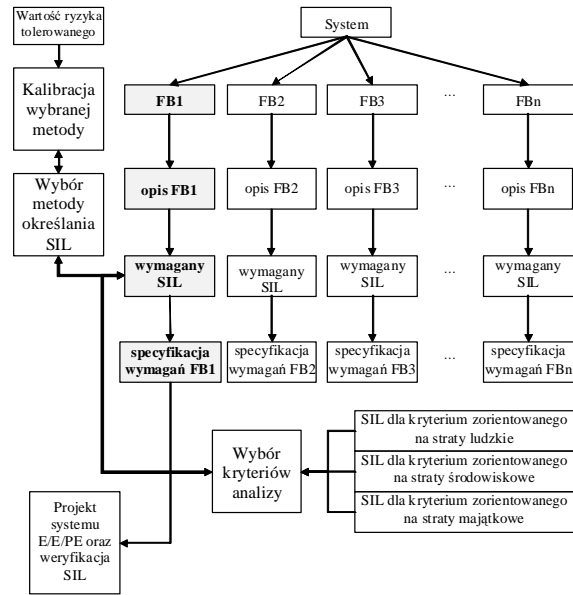 Wartość ryzyka
tolerowanego
System
Kalibracja
wybranej
metody
FB1
FB2
FB3
...
FBn
Wybór
metody
określania
SIL
opis FB1
opis FB2
opis FB3
...
opis FBn
wymagany
SIL
wymagany
SIL
wymagany
SIL
...
wymagany
SIL
specyfikacja
wymagań FB1
specyfikacja
wymagań FB2
specyfikacja
wymagań FB3
...
specyfikacja
wymagań FBn
Wybór
kryteriów
analizy
SIL dla kryterium zorientowanego
na straty ludzkie
SIL dla kryterium zorientowanego
na straty środowiskowe
SIL dla kryterium zorientowanego
na straty majątkowe
Projekt
systemu
E/E/PE oraz
weryfikacja
SIL